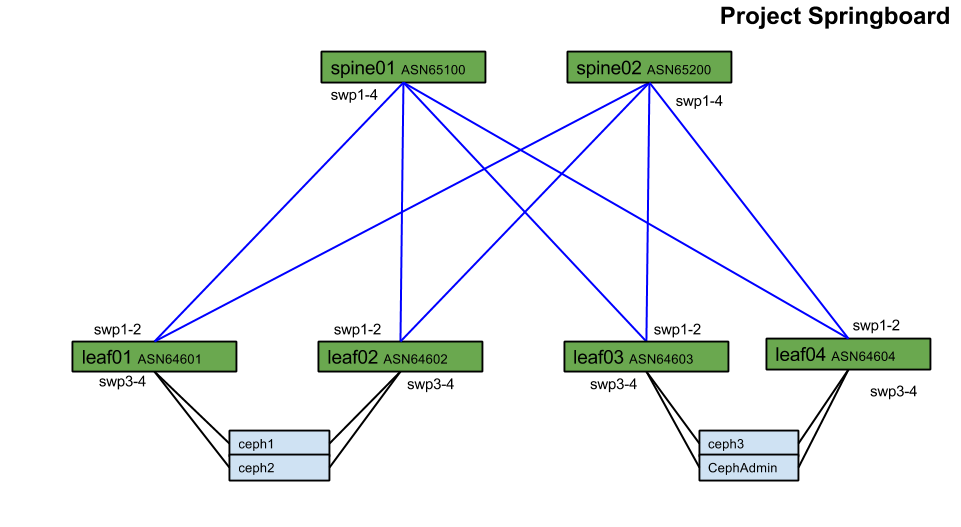 Project Springboard
spine01 ASN65100
spine02 ASN65200
swp1-4
swp1-4
swp1-2
swp1-2
swp1-2
swp1-2
leaf01 ASN64601
leaf02 ASN64602
leaf03 ASN64603
leaf04 ASN64604
swp3-4
swp3-4
swp3-4
swp3-4
ceph1
ceph2
ceph3
CephAdmin